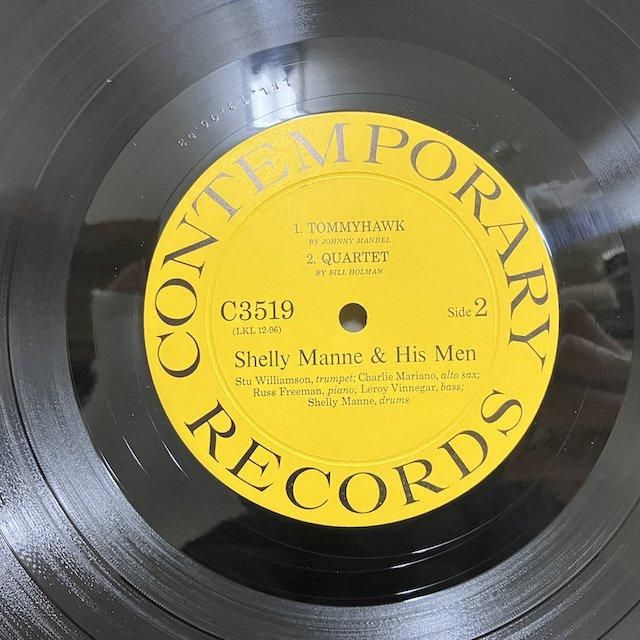 CONTEMPORARY
1. TOMMYHAWK
BY JOHNNY MANDEL
2. QUARTET
BY BILL HOLMAN
C3519
(LKL 12-96)
Side 2
Shelly Manne & His Men
Stu Williamson, trumpet; Charlie Mariano, alto sax;
Russ Freeman, piano; Leroy Vinnegar, bass;
Shelly Manne, drums
RECORDS